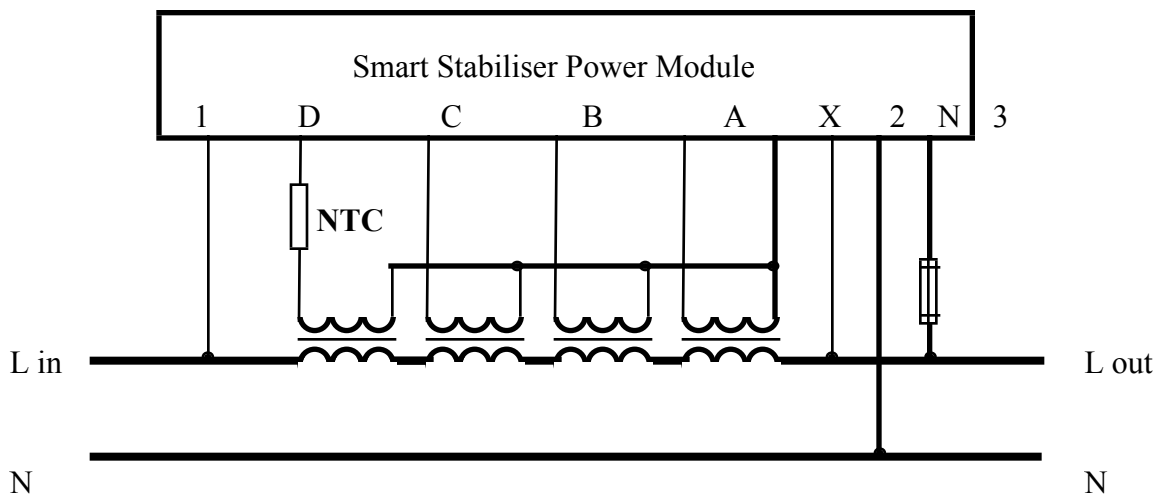 Smart Stabiliser Power Module
1 D C B A X 2 N 3
NTC
L in L out
N N